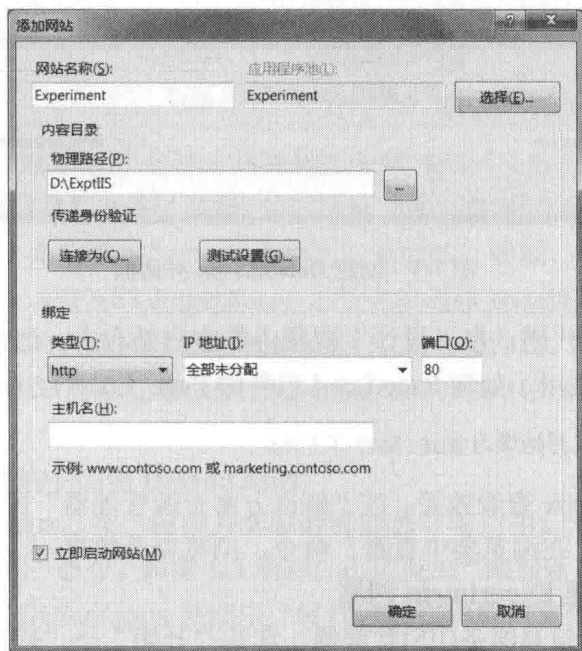 添加网站
网站名称(S): 应用程序池(L):
Experiment Experiment 选择(E)...
内容目录
物理路径(P):
D:\ExptIIS ...
传递身份验证
连接为(C)... 测试设置(G)...
绑定
类型(T): IP 地址(I): 端口(O):
http 全部未分配 80
主机名(H):
示例: www.contoso.com 或 marketing.contoso.com
立即启动网站(M)
确定 取消